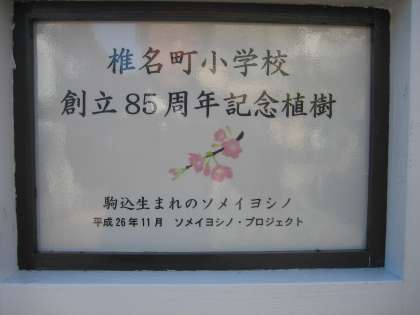 椎名町小学校
創立85周年記念植樹
駒込生まれのソメイヨシノ
平成26年11月　ソメイヨシノ・プロジェクト